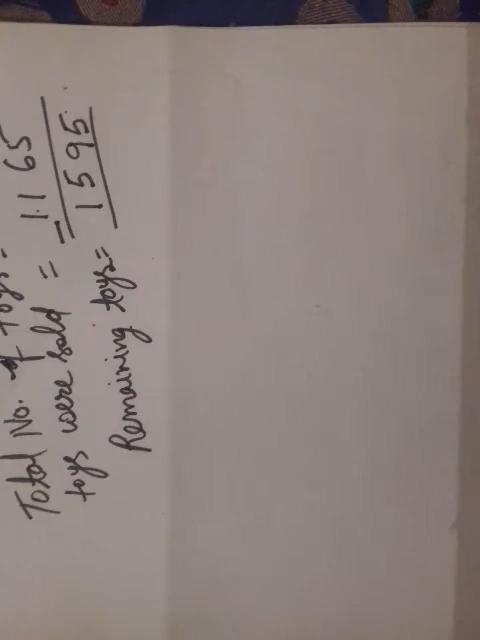 Total No. of toys =
toys were sold = - 1165
Remaining toys = 1595